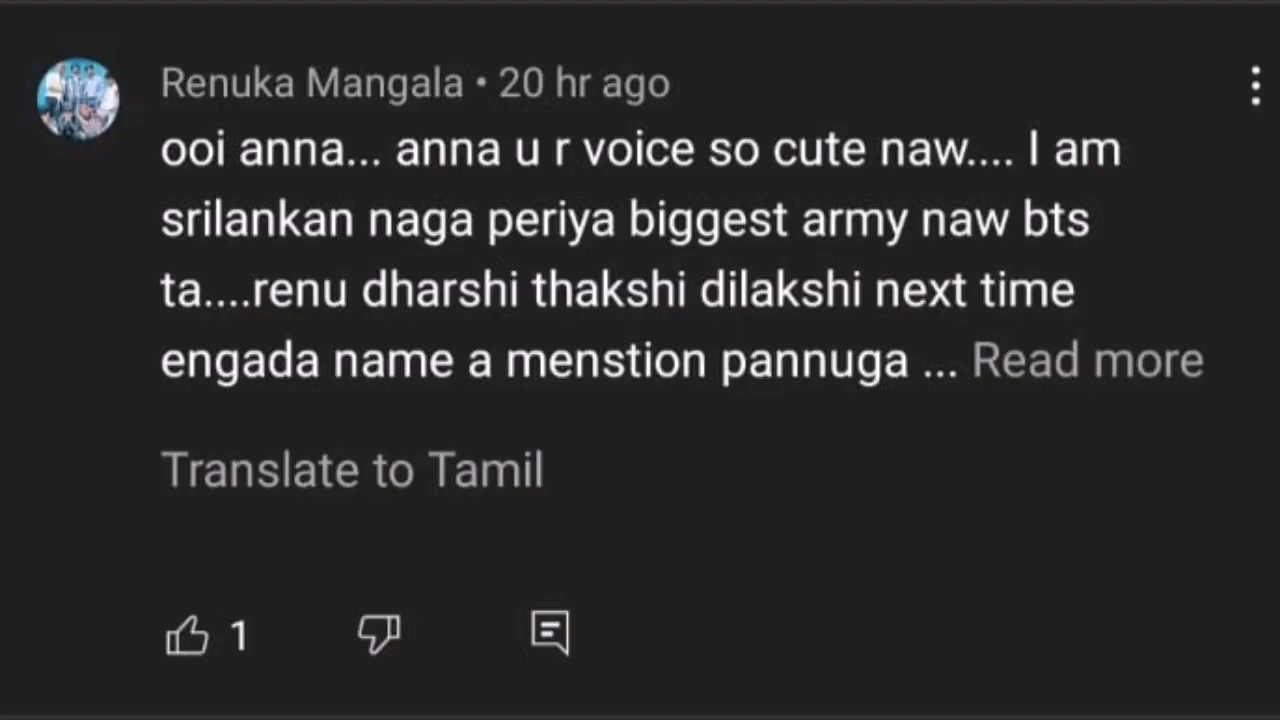 Renuka Mangala • 20 hr ago
ooi anna... anna u r voice so cute naw.... I am
srilankan naga periya biggest army naw bts
ta....renu dharshi thakshi dilakshi next time
engada name a menstion pannuga ... Read more
Translate to Tamil
1